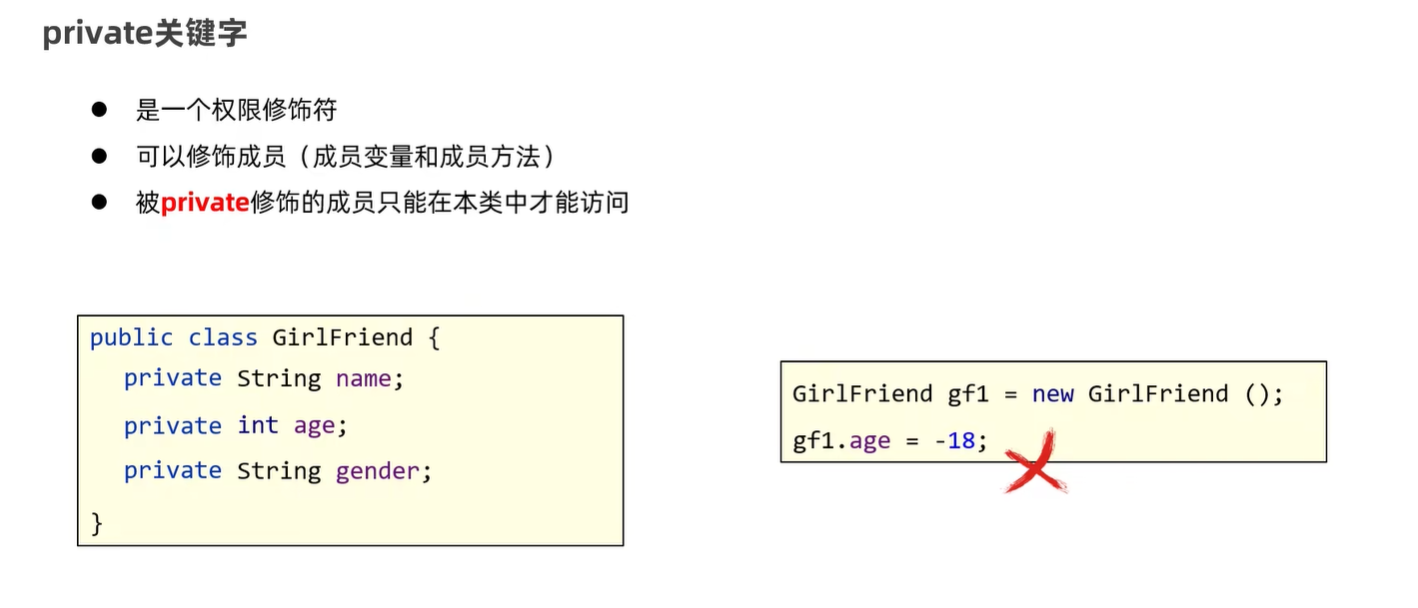 private关键字
是一个权限修饰符
可以修饰成员（成员变量和成员方法）
被private修饰的成员只能在本类中才能访问
public class GirlFriend {
private String name;
private int age;
private String gender;
}
GirlFriend gf1 = new GirlFriend ();
gf1.age = -18;